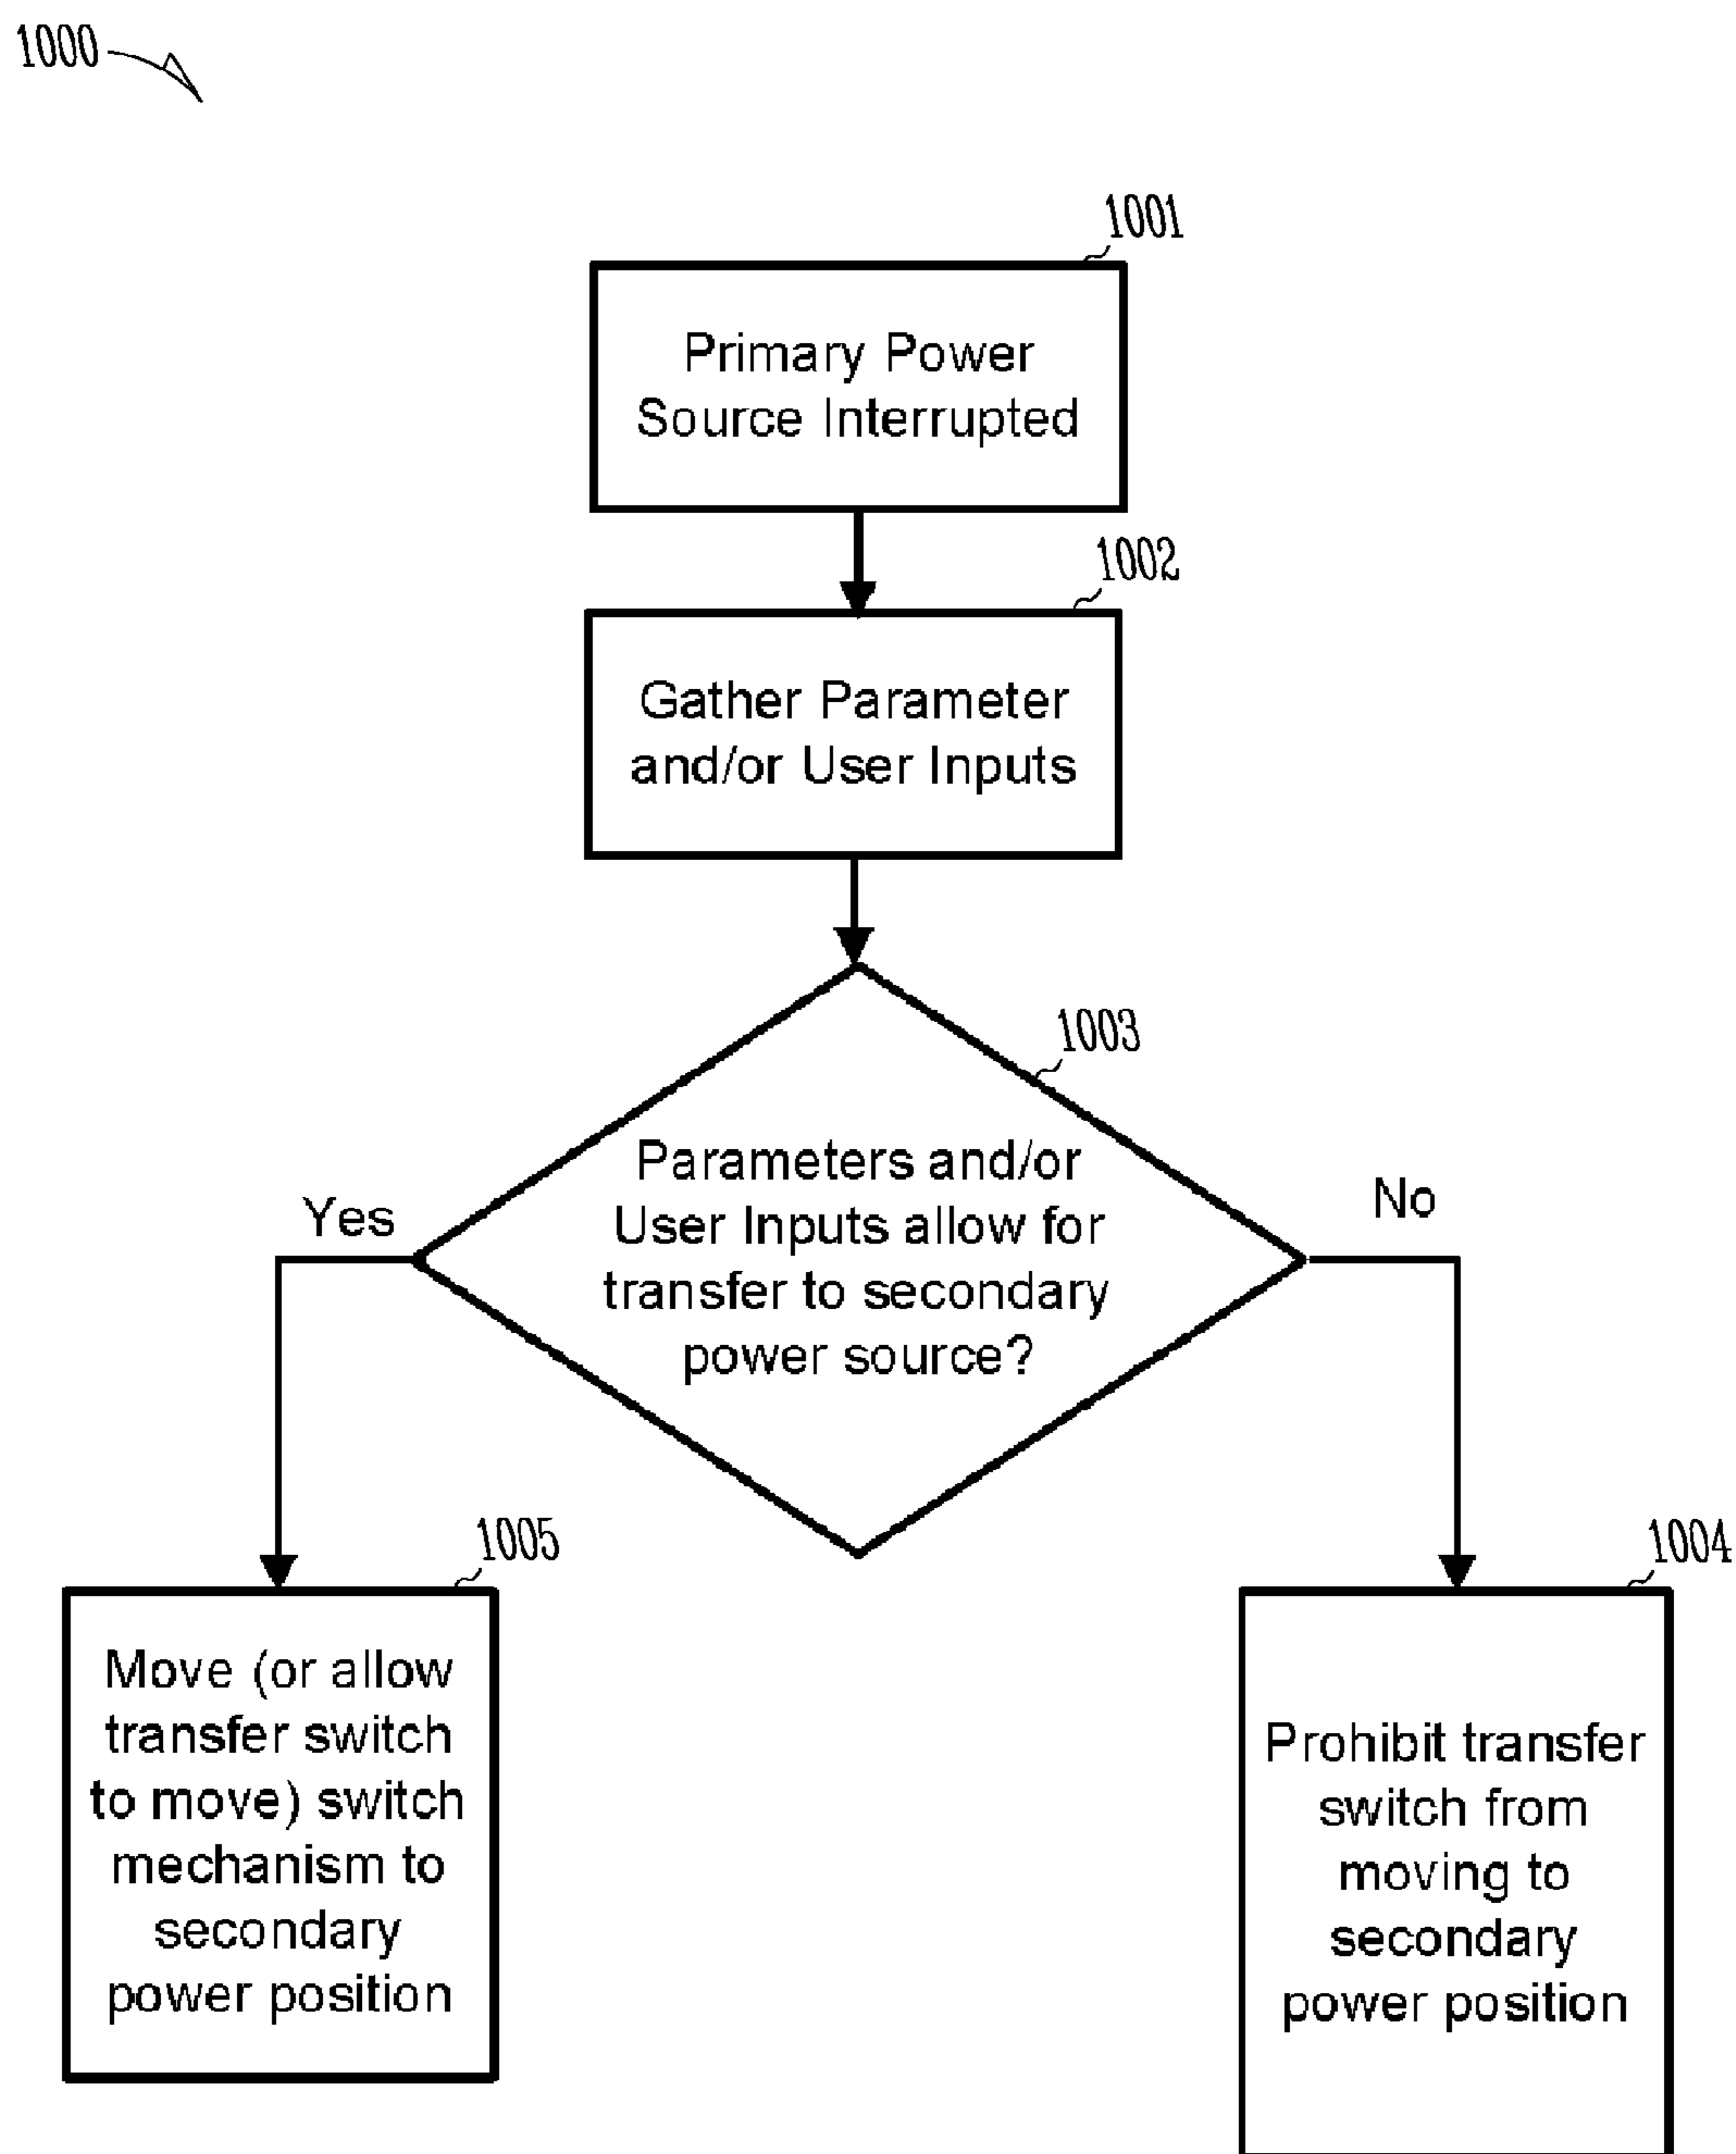 1000
1001
Primary Power
Source Interrupted
1002
Gather Parameter
and/or User Inputs
1003
Parameters and/or
User Inputs allow for
transfer to secondary
power source?
Yes
No
1005
Move (or allow
transfer switch
to move) switch
mechanism to
secondary
power position
1004
Prohibit transfer
switch from
moving to
secondary
power position